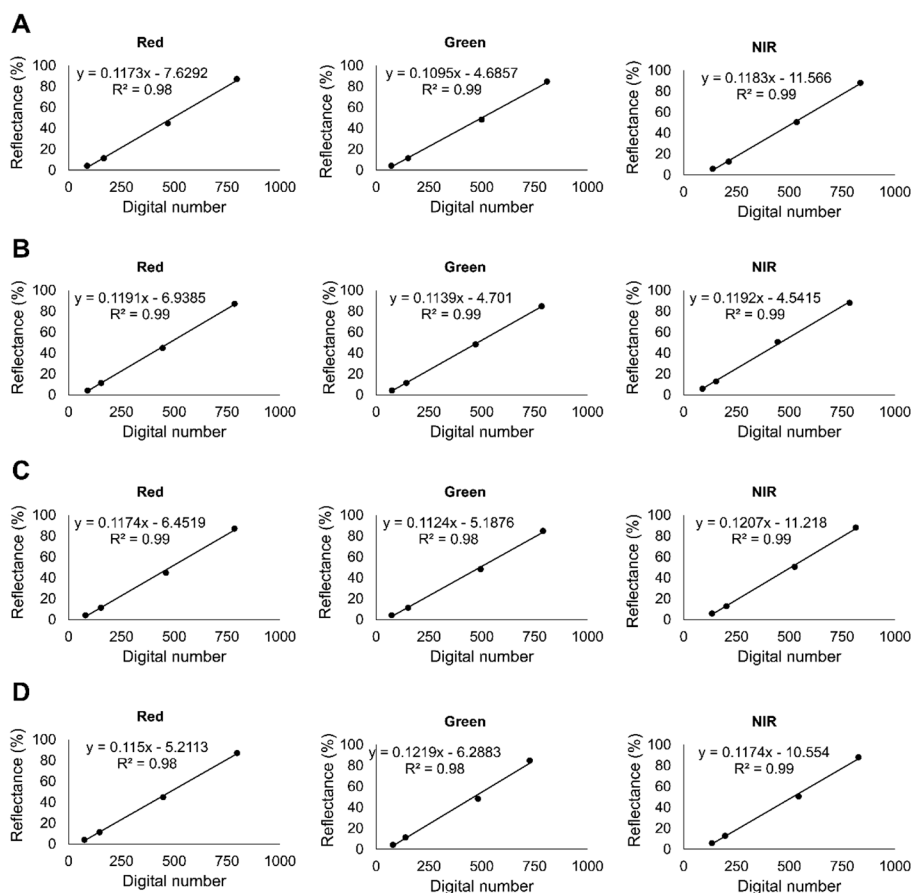 A
Red
Reflectance (%)
100
80
60
40
20
0
y = 0.1173x - 7.6292
R² = 0.98
0 250 500 750 1000
Digital number
Green
Reflectance (%)
100
80
60
40
20
0
y = 0.1095x - 4.6857
R² = 0.99
0 250 500 750 1000
Digital number
NIR
Reflectance (%)
100
80
60
40
20
0
y = 0.1183x - 11.566
R² = 0.99
0 250 500 750 1000
Digital number
B
Red
Reflectance (%)
100
80
60
40
20
0
y = 0.1191x - 6.9385
R² = 0.99
0 250 500 750 1000
Digital number
Green
Reflectance (%)
100
80
60
40
20
0
y = 0.1139x - 4.701
R² = 0.99
0 250 500 750 1000
Digital number
NIR
Reflectance (%)
100
80
60
40
20
0
y = 0.1192x - 4.5415
R² = 0.99
0 250 500 750 1000
Digital number
C
Red
Reflectance (%)
100
80
60
40
20
0
y = 0.1174x - 6.4519
R² = 0.99
0 250 500 750 1000
Digital number
Green
Reflectance (%)
100
80
60
40
20
0
y = 0.1124x - 5.1876
R² = 0.98
0 250 500 750 1000
Digital number
NIR
Reflectance (%)
100
80
60
40
20
0
y = 0.1207x - 11.218
R² = 0.99
0 250 500 750 1000
Digital number
D
Red
Reflectance (%)
100
80
60
40
20
0
y = 0.115x - 5.2113
R² = 0.98
0 250 500 750 1000
Digital number
Green
Reflectance (%)
100
80
60
40
20
0
y = 0.1219x - 6.2883
R² = 0.98
0 250 500 750 1000
Digital number
NIR
Reflectance (%)
100
80
60
40
20
0
y = 0.1174x - 10.554
R² = 0.99
0 250 500 750 1000
Digital number